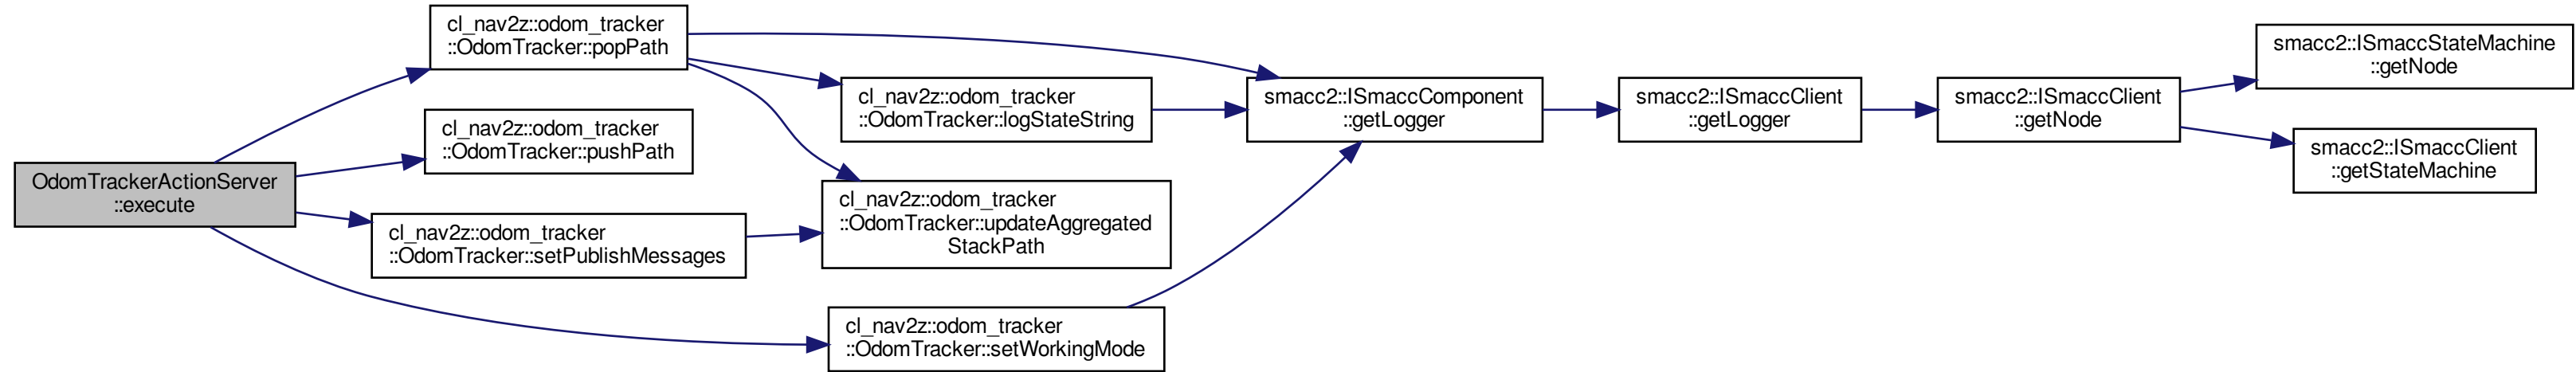 OdomTrackerActionServer
::execute
cl_nav2z::odom_tracker
::OdomTracker::popPath
cl_nav2z::odom_tracker
::OdomTracker::pushPath
cl_nav2z::odom_tracker
::OdomTracker::setPublishMessages
cl_nav2z::odom_tracker
::OdomTracker::logStateString
cl_nav2z::odom_tracker
::OdomTracker::updateAggregated
StackPath
cl_nav2z::odom_tracker
::OdomTracker::setWorkingMode
smacc2::ISmaccComponent
::getLogger
smacc2::ISmaccClient
::getLogger
smacc2::ISmaccClient
::getNode
smacc2::ISmaccStateMachine
::getNode
smacc2::ISmaccClient
::getStateMachine